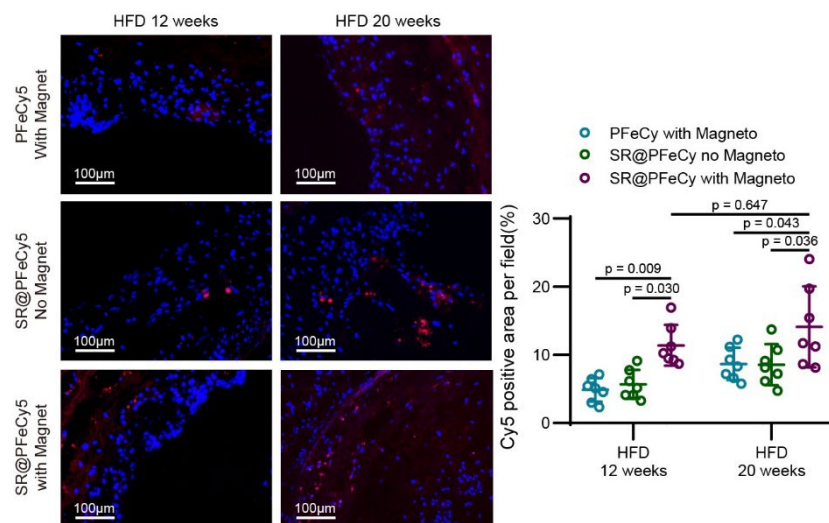 HFD 12 weeks
HFD 20 weeks
PFeCy5
With Magnet
100μm
100μm
SR@PFeCy5
No Magnet
100μm
100μm
SR@PFeCy5
with Magnet
100μm
100μm
PFeCy with Magneto
SR@PFeCy no Magneto
SR@PFeCy with Magneto
Cy5 positive area per field(%)
30
20
10
0
p = 0.647
p = 0.043
p = 0.009
p = 0.036
p = 0.030
HFD
12 weeks
HFD
20 weeks